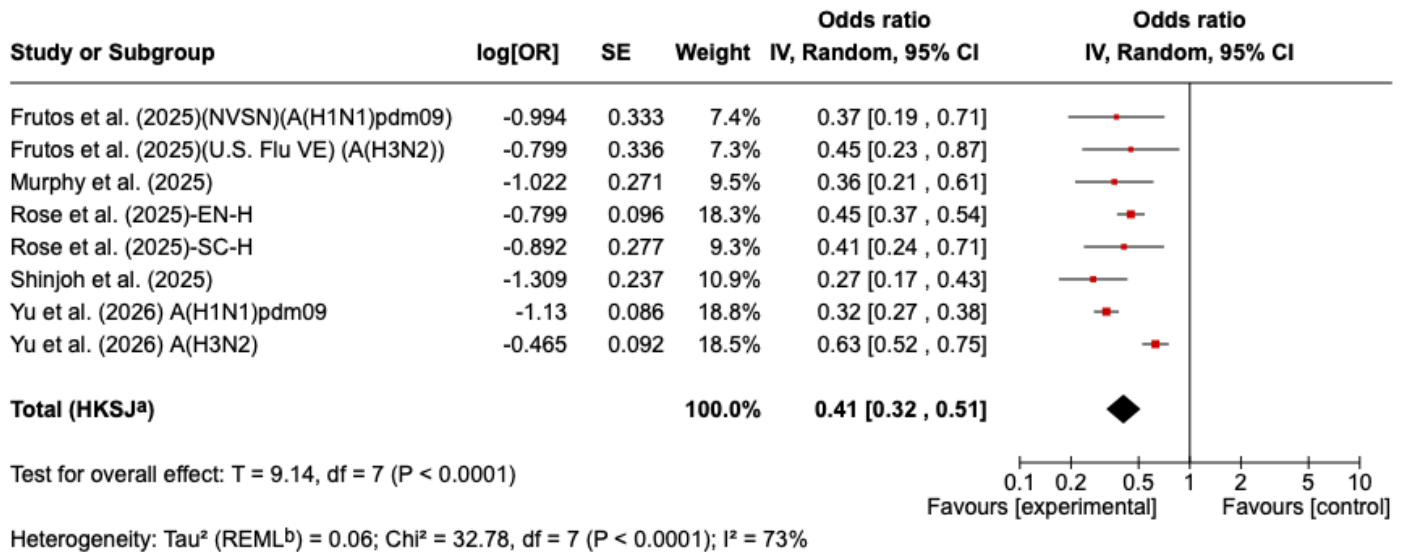 Odds ratio Odds ratio
Study or Subgroup log[OR] SE Weight IV, Random, 95% CI IV, Random, 95% CI
Frutos et al. (2025)(NVSN)(A(H1N1)pdm09) -0.994 0.333 7.4% 0.37 [0.19 , 0.71]
Frutos et al. (2025)(U.S. Flu VE) (A(H3N2)) -0.799 0.336 7.3% 0.45 [0.23 , 0.87]
Murphy et al. (2025) -1.022 0.271 9.5% 0.36 [0.21 , 0.61]
Rose et al. (2025)-EN-H -0.799 0.096 18.3% 0.45 [0.37 , 0.54]
Rose et al. (2025)-SC-H -0.892 0.277 9.3% 0.41 [0.24 , 0.71]
Shinjoh et al. (2025) -1.309 0.237 10.9% 0.27 [0.17 , 0.43]
Yu et al. (2026) A(H1N1)pdm09 -1.13 0.086 18.8% 0.32 [0.27 , 0.38]
Yu et al. (2026) A(H3N2) -0.465 0.092 18.5% 0.63 [0.52 , 0.75]
Total (HKSJᵃ) 100.0% 0.41 [0.32 , 0.51]
Test for overall effect: T = 9.14, df = 7 (P < 0.0001)
0.1 0.2 0.5 1 2 5 10
Favours [experimental] Favours [control]
Heterogeneity: Tau² (REMLᵇ) = 0.06; Chi² = 32.78, df = 7 (P < 0.0001); I² = 73%